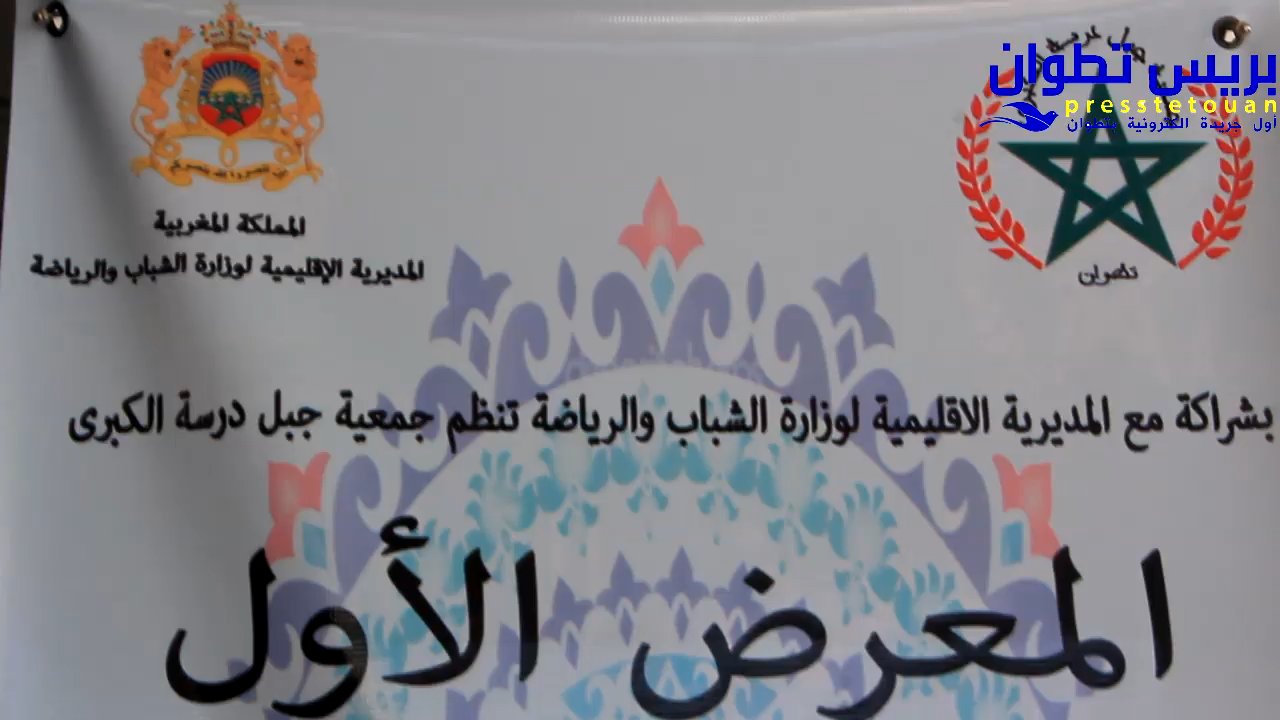 بريس تطوان
presstetouan
أول جريدة الكترونية بتطوان
المملكة المغربية
المديرية الإقليمية لوزارة الشباب والرياضة
تطوان
بشراكة مع المديرية الاقليمية لوزارة الشباب والرياضة تنظم جمعية جبل درسة الكبرى
المعرض الأول